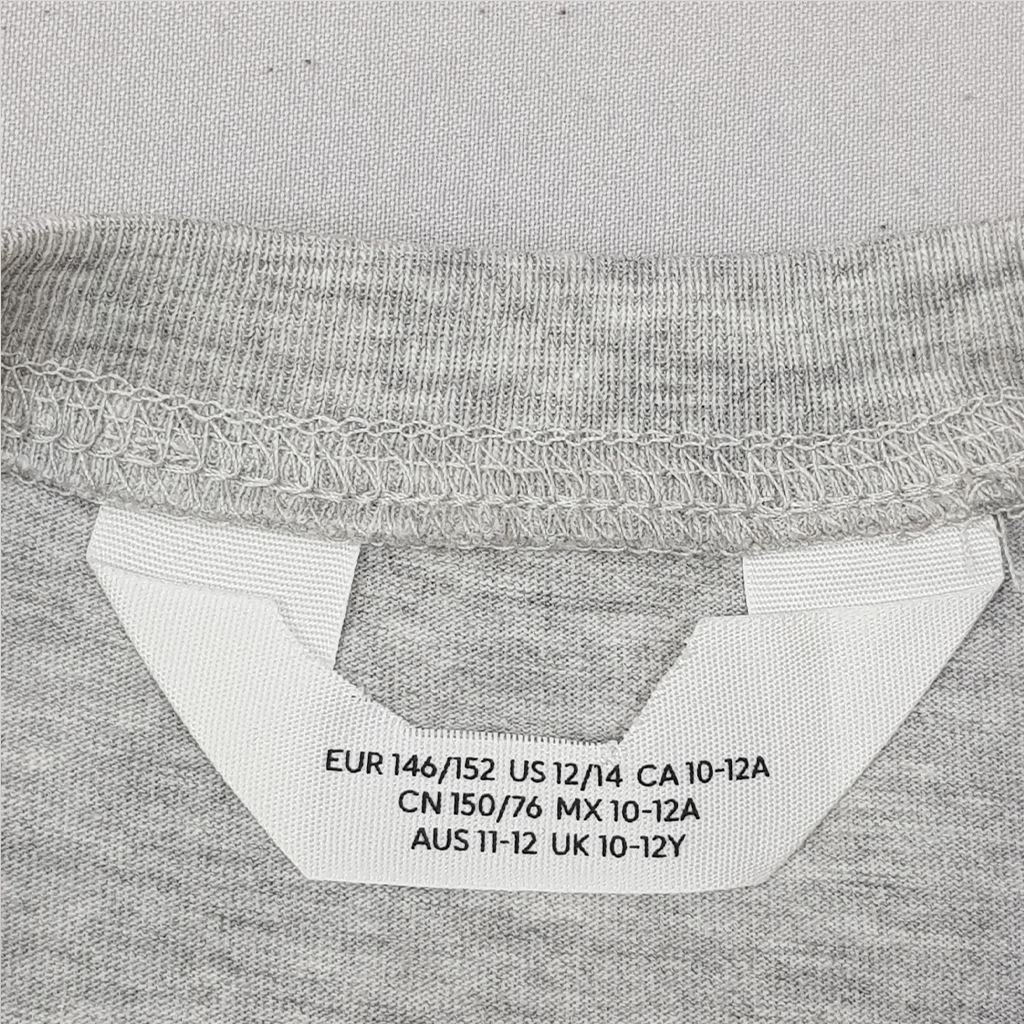 EUR 146/152 US 12/14 CA 10-12A
CN 150/76 MX 10-12A
AUS 11-12 UK 10-12Y